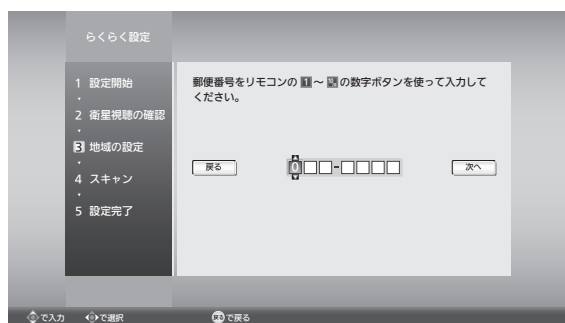 らくらく設定
1 設定開始
2 衛星視聴の確認
3 地域の設定
4 スキャン
5 設定完了
郵便番号をリモコンの 1 ～ の数字ボタンを使って入力して
ください。
戻る
0 -
次へ
で入力 で選択 戻る で戻る